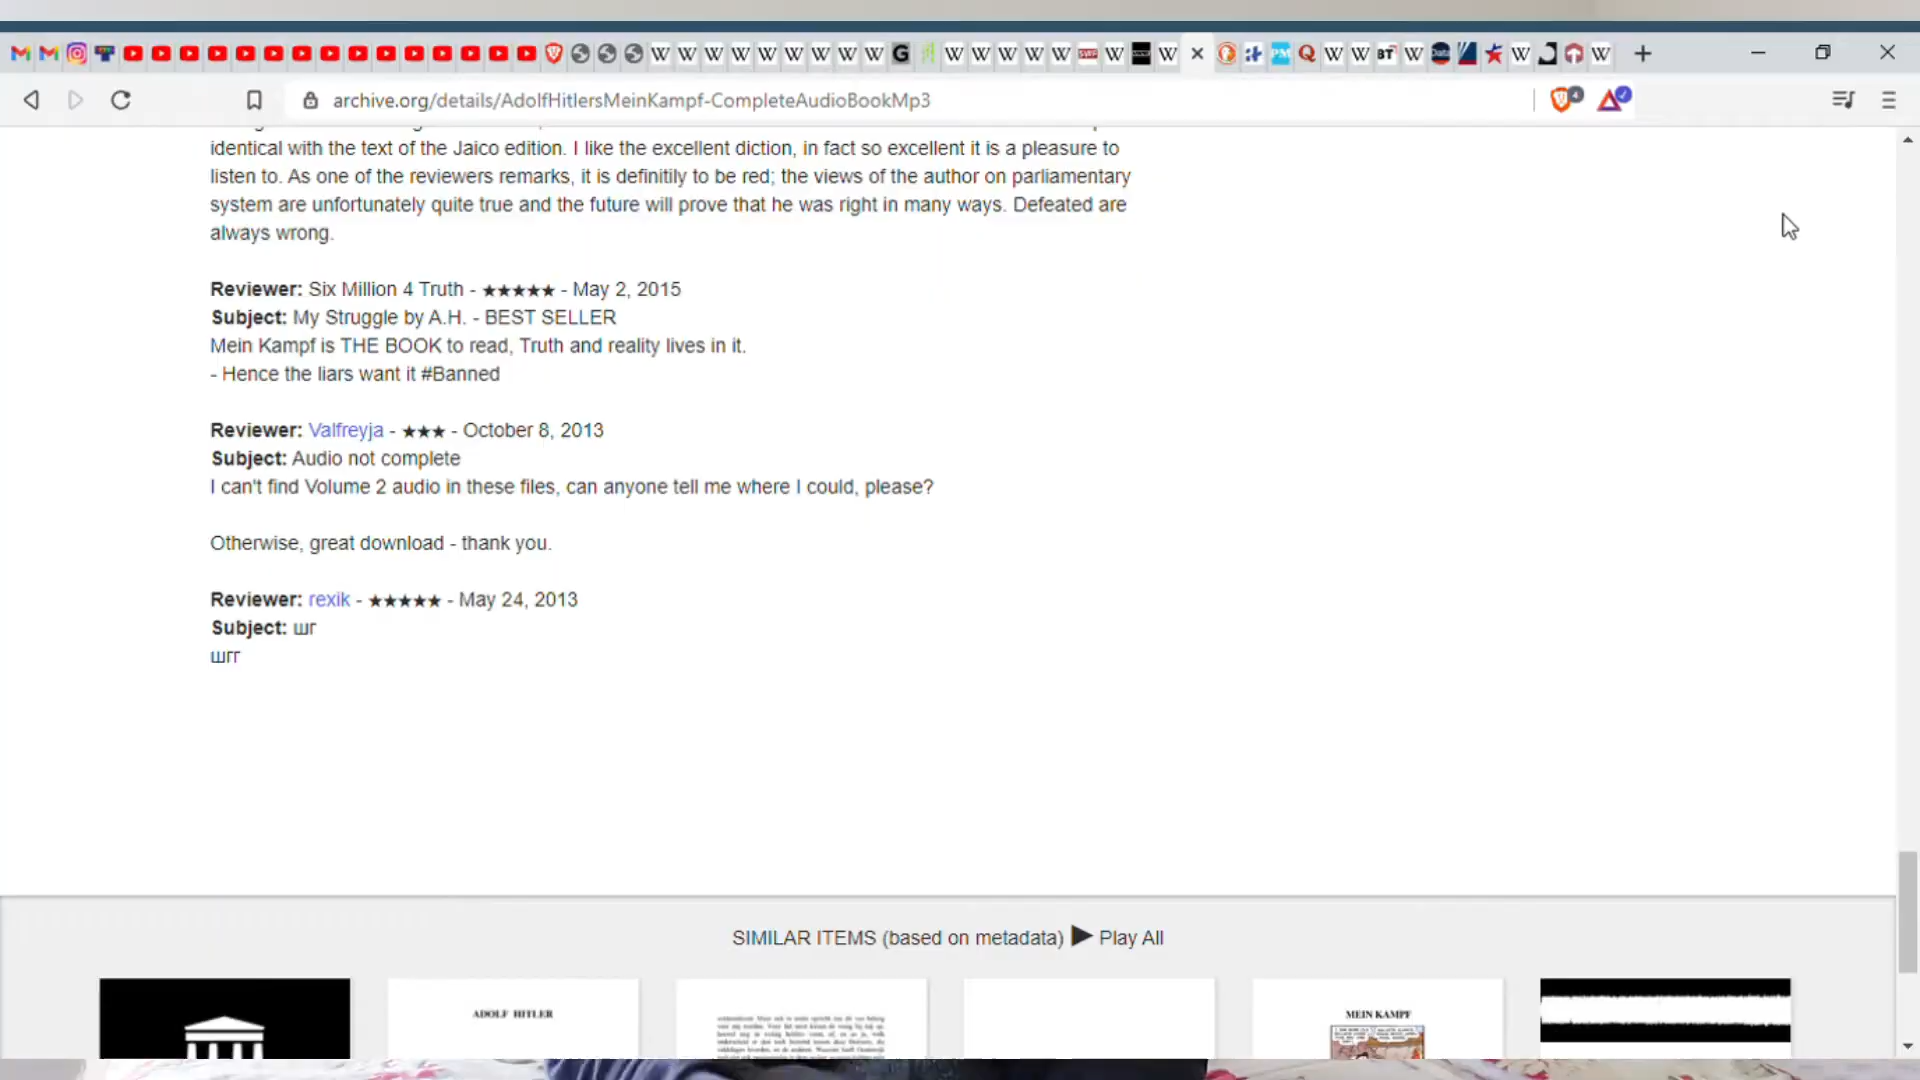 archive.org/details/AdolfHitlersMeinKampf-CompleteAudioBookMp3
identical with the text of the Jaico edition. I like the excellent diction, in fact so excellent it is a pleasure to
listen to. As one of the reviewers remarks, it is definitily to be red; the views of the author on parliamentary
system are unfortunately quite true and the future will prove that he was right in many ways. Defeated are
always wrong.
Reviewer: Six Million 4 Truth - ★★★★★ - May 2, 2015
Subject: My Struggle by A.H. - BEST SELLER
Mein Kampf is THE BOOK to read, Truth and reality lives in it.
- Hence the liars want it #Banned
Reviewer: Valfreyja - ★★★ - October 8, 2013
Subject: Audio not complete
I can't find Volume 2 audio in these files, can anyone tell me where I could, please?
Otherwise, great download - thank you.
Reviewer: rexik - ★★★★★ - May 24, 2013
Subject: шг
шгг
SIMILAR ITEMS (based on metadata) ▶ Play All
ADOLF HITLER
MEIN KAMPF